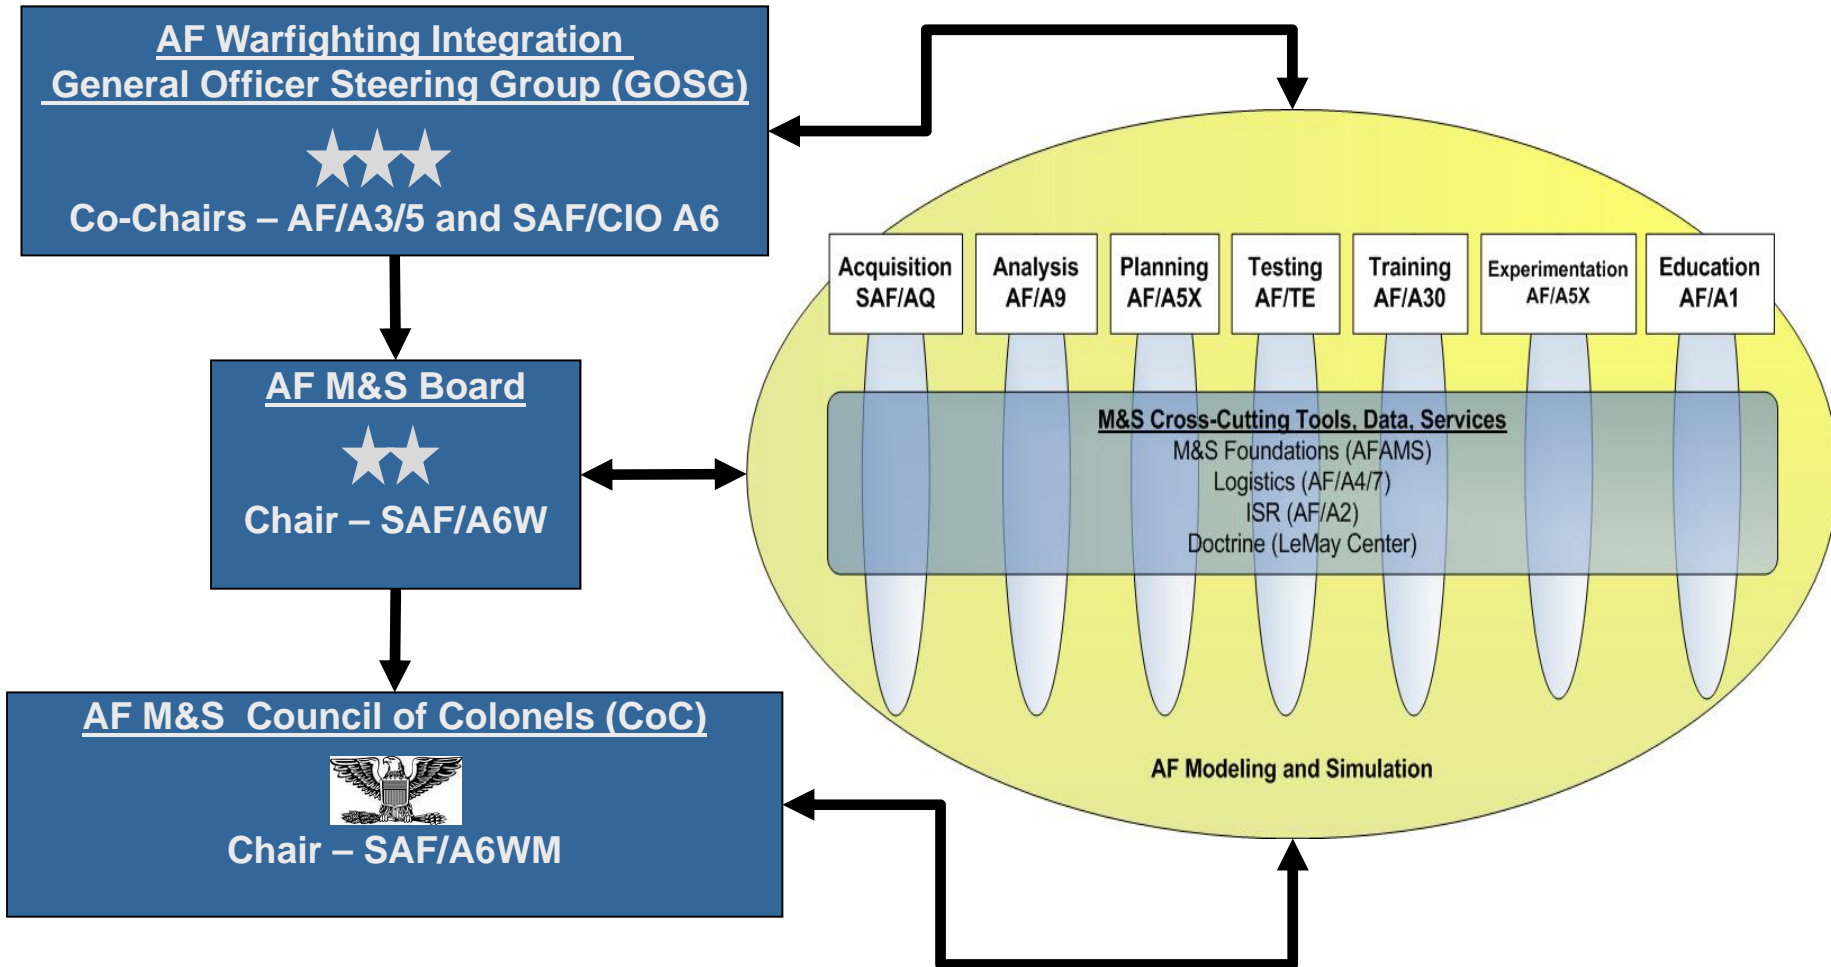 AF Warfighting Integration
General Officer Steering Group (GOSG)
Co-Chairs – AF/A3/5 and SAF/CIO A6
AF M&S Board
Chair – SAF/A6W
AF M&S Council of Colonels (CoC)
Chair – SAF/A6WM
Acquisition
SAF/AQ
Analysis
AF/A9
Planning
AF/A5X
Testing
AF/TE
Training
AF/A30
Experimentation
AF/A5X
Education
AF/A1
M&S Cross-Cutting Tools, Data, Services
M&S Foundations (AFAMS)
Logistics (AF/A4/7)
ISR (AF/A2)
Doctrine (LeMay Center)
AF Modeling and Simulation